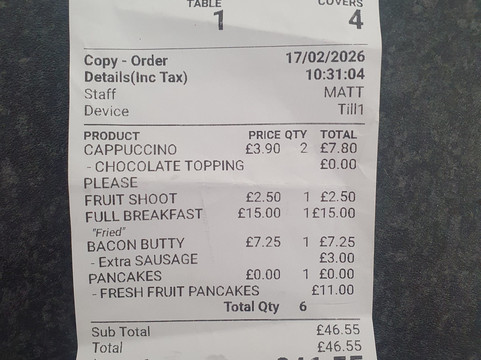 TABLE COVERS
1 4
Copy - Order 17/02/2026
Details(Inc Tax) 10:31:04
Staff MATT
Device Till1
PRODUCT PRICE QTY TOTAL
CAPPUCCINO £3.90 2 £7.80
- CHOCOLATE TOPPING £0.00
PLEASE
FRUIT SHOOT £2.50 1 £2.50
FULL BREAKFAST £15.00 1 £15.00
"Fried"
BACON BUTTY £7.25 1 £7.25
- Extra SAUSAGE £3.00
PANCAKES £0.00 1 £0.00
- FRESH FRUIT PANCAKES £11.00
Total Qty 6
Sub Total £46.55
Total £46.55